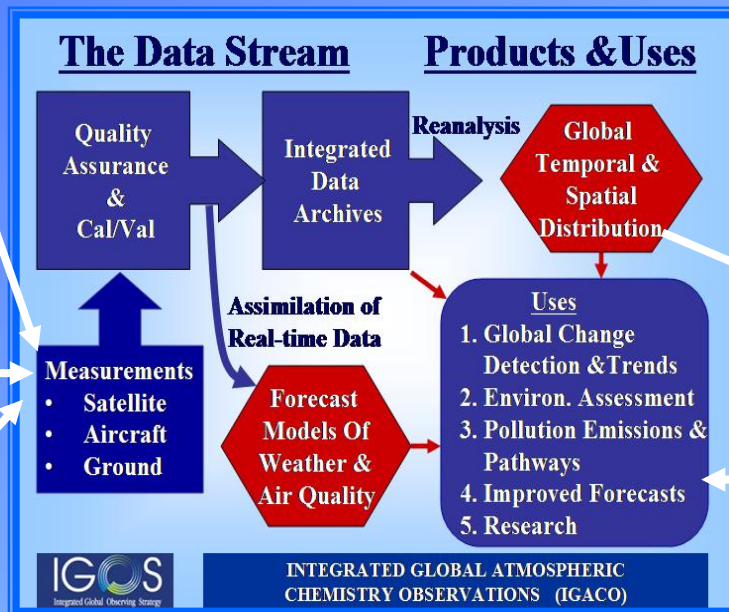 The Data Stream
Products &Uses
Quality
Assurance
&
Cal/Val
Integrated
Data
Archives
Reanalysis
Global
Temporal &
Spatial
Distribution
Assimilation of
Real-time Data
Measurements
• Satellite
• Aircraft
• Ground
Forecast
Models Of
Weather &
Air Quality
Uses
1. Global Change
Detection &Trends
2. Environ. Assessment
3. Pollution Emissions &
Pathways
4. Improved Forecasts
5. Research
IGOS
Integrated Global Observing Strategy
INTEGRATED GLOBAL ATMOSPHERIC
CHEMISTRY OBSERVATIONS (IGACO)